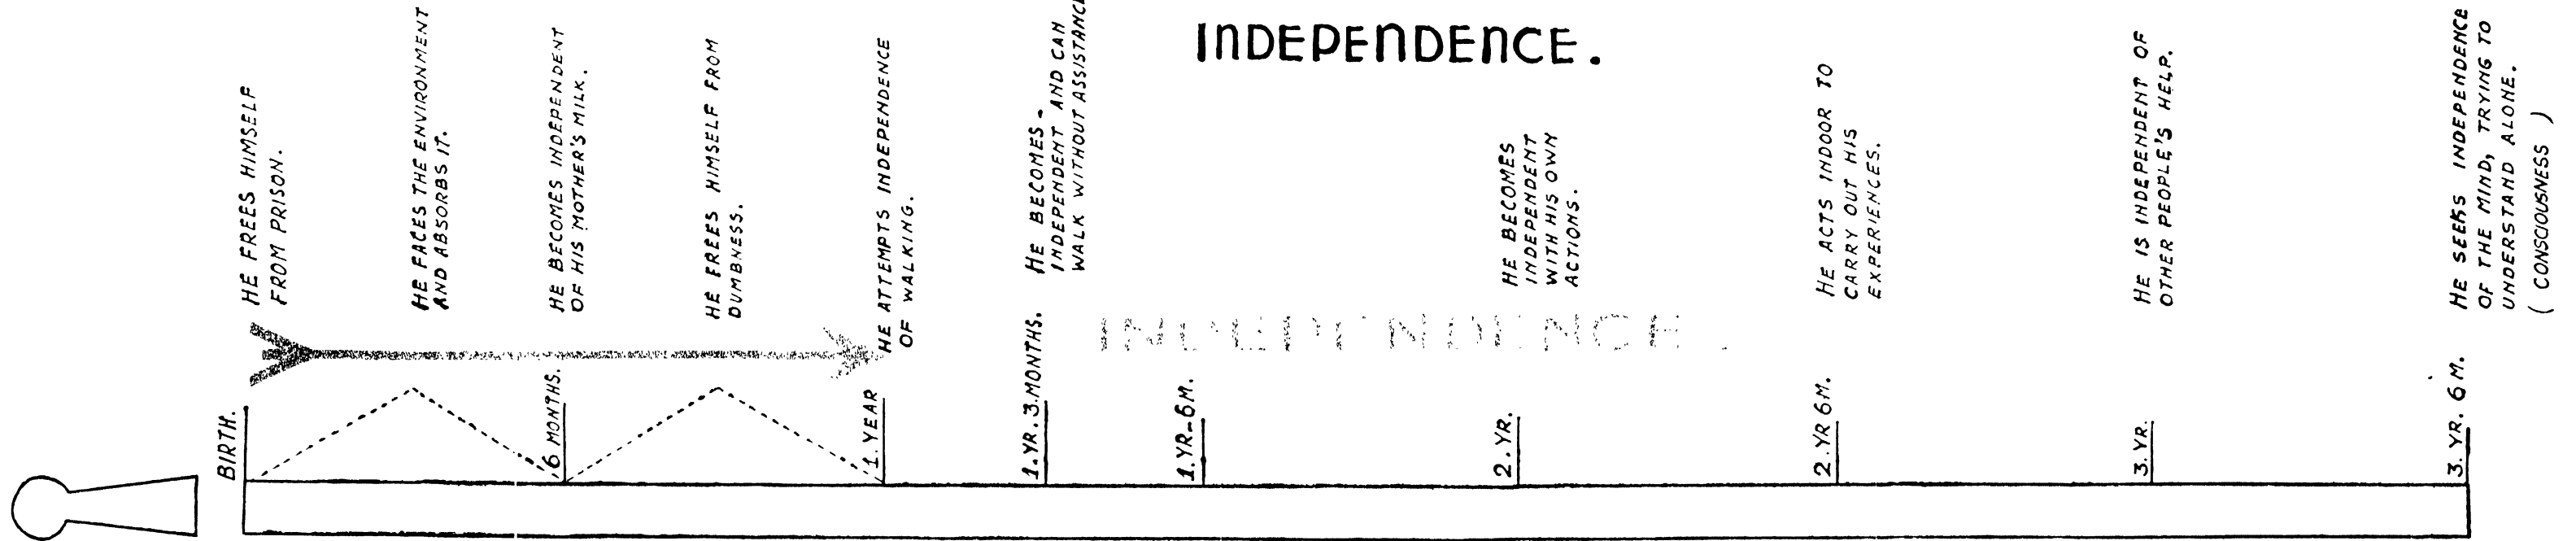 INDEPENDENCE.
HE FREES HIMSELF
FROM PRISON.
HE FACES THE ENVIRONMENT
AND ABSORBS IT.
HE BECOMES INDEPENDENT
OF HIS MOTHER'S MILK.
HE FREES HIMSELF FROM
DUMBNESS.
HE ATTEMPTS INDEPENDENCE
OF WALKING.
HE BECOMES-
INDEPENDENT AND CAN
WALK WITHOUT ASSISTANCE
HE BECOMES
INDEPENDENT
WITH HIS OWN
ACTIONS.
HE ACTS INDOOR TO
CARRY OUT HIS
EXPERIENCES.
HE IS INDEPENDENT OF
OTHER PEOPLE'S HELP.
HE SEEKS INDEPENDENCE
OF THE MIND, TRYING TO
UNDERSTAND ALONE.
(CONSCIOUSNESS)
INDEPENDENCE
BIRTH.
6 MONTHS.
1.YEAR
1.YR.3.MONTHS.
1.YR-6M.
2.YR.
2.YR 6M.
3.YR.
3.YR.6M.